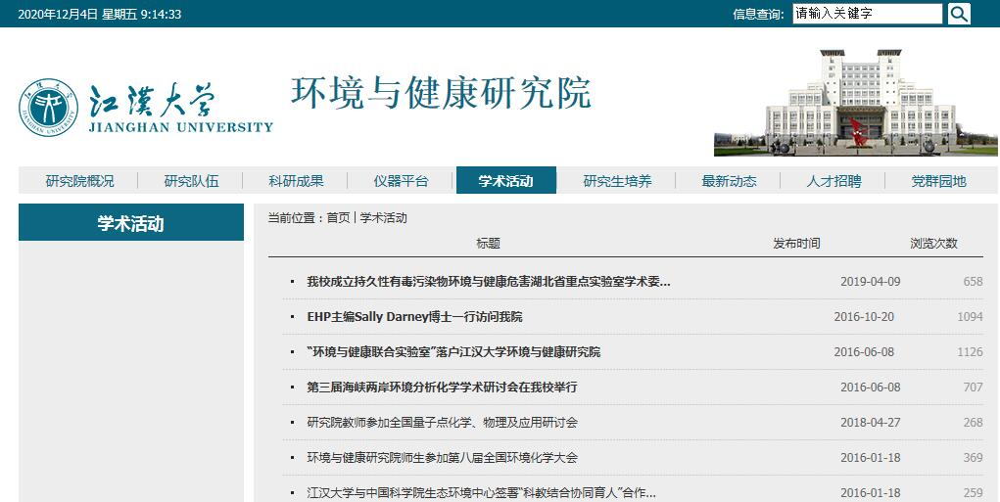 2020年12月4日 星期五 9:14:33
信息查询:
请输入关键字
江汉大学
JIANGHAN UNIVERSITY
环境与健康研究院
研究院概况
研究队伍
科研成果
仪器平台
学术活动
研究生培养
最新动态
人才招聘
党群园地
学术活动
当前位置：首页 | 学术活动
标题 发布时间 浏览次数
我校成立持久性有毒污染物环境与健康危害湖北省重点实验室学术委... 2019-04-09 658
EHP主编Sally Darney博士一行访问我院 2016-10-20 1094
“环境与健康联合实验室”落户江汉大学环境与健康研究院 2016-06-08 1126
第三届海峡两岸环境分析化学学术研讨会在我校举行 2016-06-08 707
研究院教师参加全国量子点化学、物理及应用研讨会 2018-04-27 268
环境与健康研究院师生参加第八届全国环境化学大会 2016-01-18 369
江汉大学与中国科学院生态环境中心签署“科教结合协同育人”合作... 2016-01-18 259